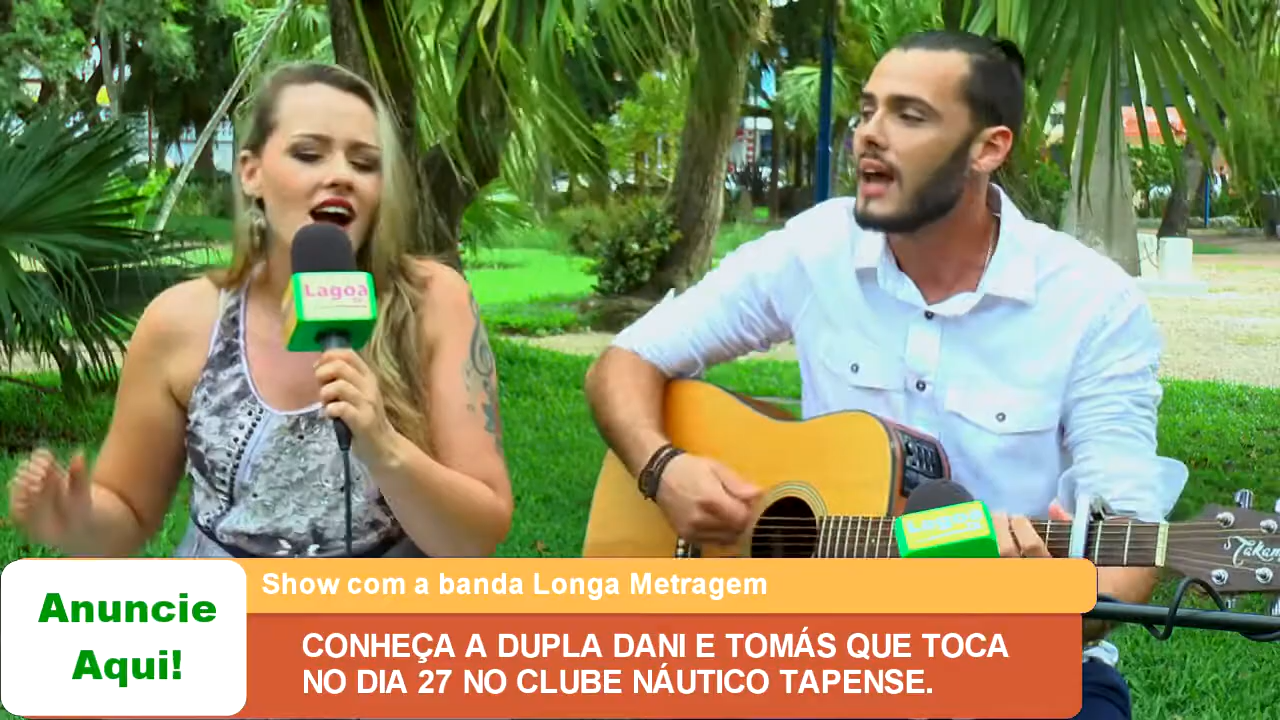 Lagoa
Lagoa
Takam
Show com a banda Longa Metragem
Anuncie
Aqui!
CONHEÇA A DUPLA DANI E TOMÁS QUE TOCA
NO DIA 27 NO CLUBE NÁUTICO TAPENSE.